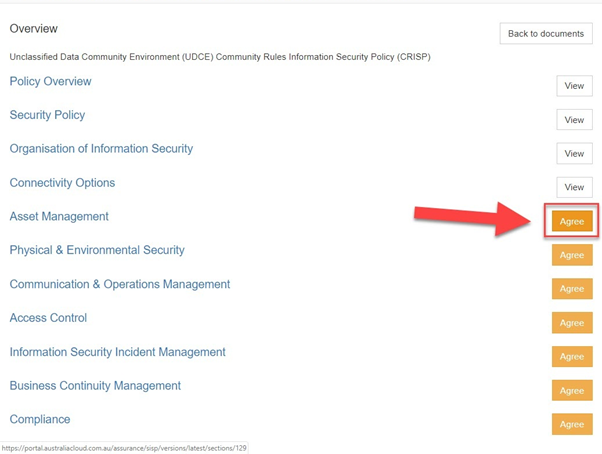 Overview
Back to documents
Unclassified Data Community Environment (UDCE) Community Rules Information Security Policy (CRISP)
Policy Overview View
Security Policy View
Organisation of Information Security View
Connectivity Options View
Asset Management Agree
Physical & Environmental Security Agree
Communication & Operations Management Agree
Access Control Agree
Information Security Incident Management Agree
Business Continuity Management Agree
Compliance Agree
https://portal.australiacloud.com.au/assurance/sisp/versions/latest/sections/129